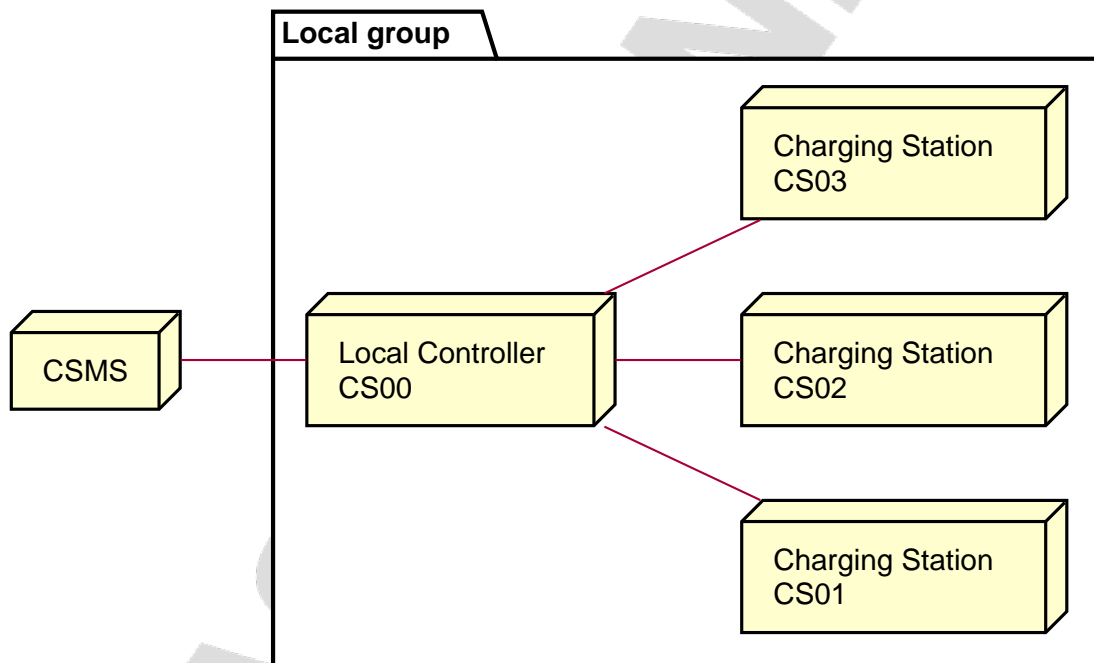 Local group
Charging Station
CS03
CSMS
Local Controller
CS00
Charging Station
CS02
Charging Station
CS01